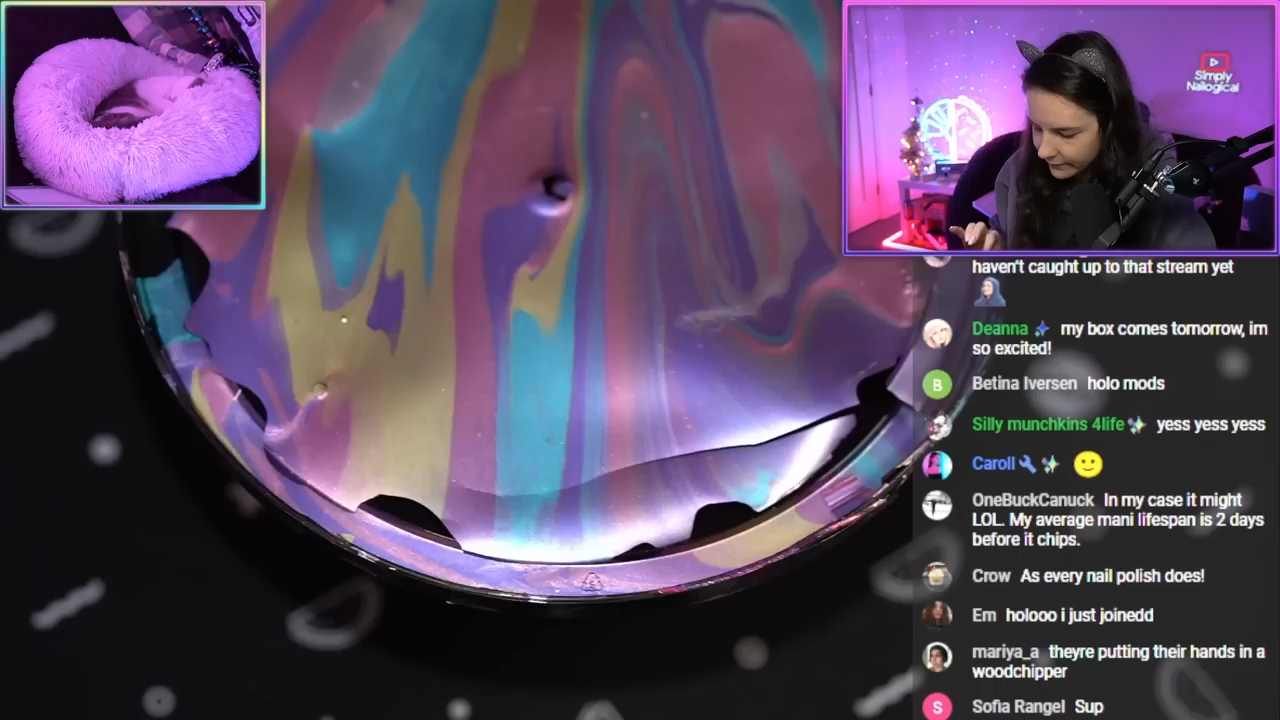 Simply
Nailogical
haven't caught up to that stream yet
Deanna my box comes tomorrow, im
so excited!
B
Betina Iversen holo mods
Silly munchkins 4life yess yess yess
Caroll
OneBuckCanuck In my case it might
LOL. My average mani lifespan is 2 days
before it chips.
Crow As every nail polish does!
Em holooo i just joinedd
mariya_a theyre putting their hands in a
woodchipper
S
Sofia Rangel Sup